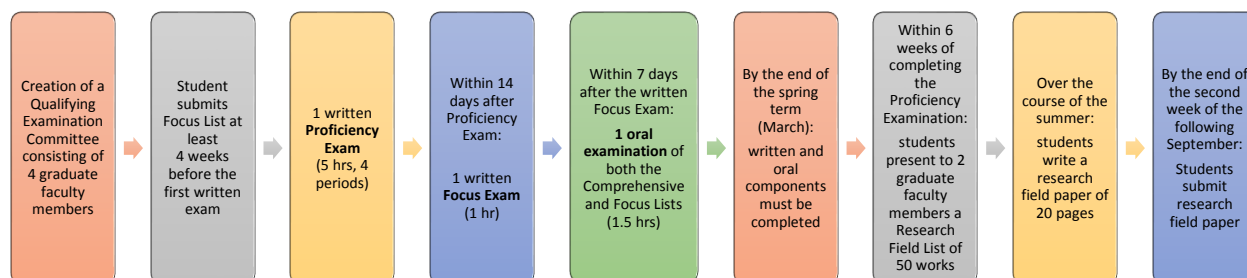 Creation of a
Qualifying
Examination
Committee
consisting of
4 graduate
faculty
members
Student
submits
Focus List at
least
4 weeks
before the
first written
exam
1 written
Proficiency
Exam
(5 hrs, 4
periods)
Within 14
days after
Proficiency
Exam:
1 written
Focus Exam
(1 hr)
Within 7 days
after the written
Focus Exam:
1 oral
examination of
both the
Comprehensive
and Focus Lists
(1.5 hrs)
By the end of
the spring
term
(March):
written and
oral
components
must be
completed
Within 6
weeks of
completing
the
Proficiency
Examination:
students
present to 2
graduate
faculty
members a
Research
Field List of
50 works
Over the
course of the
summer:
students
write a
research
field paper of
20 pages
By the end of
the second
week of the
following
September:
Students
submit
research
field paper